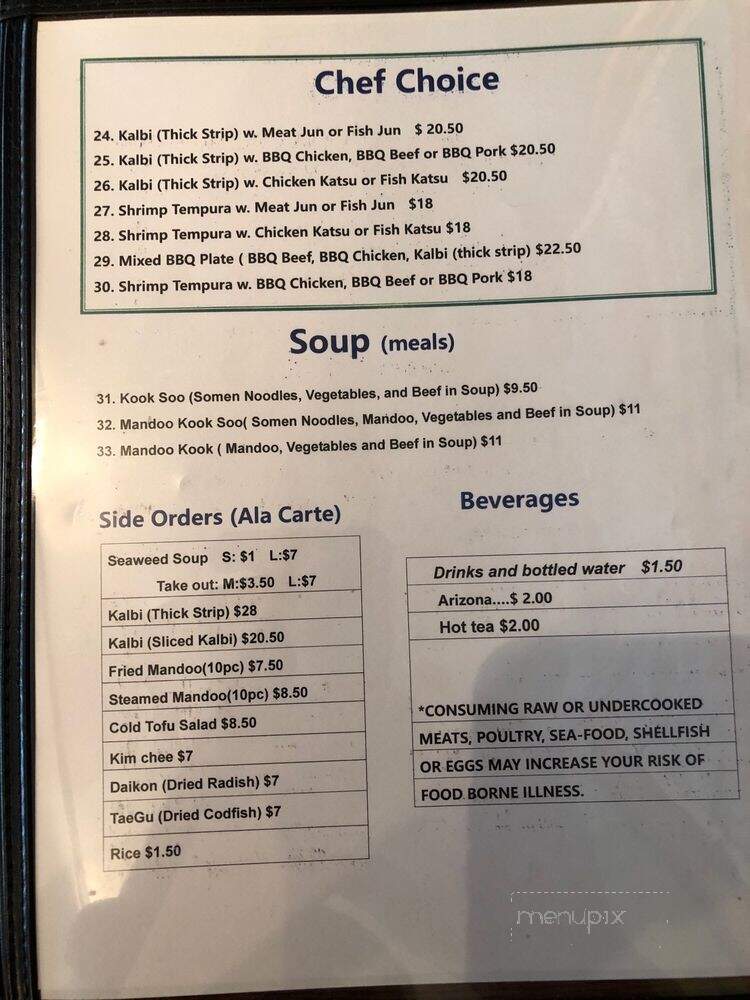 Chef Choice
24. Kalbi (Thick Strip) w. Meat Jun or Fish Jun $ 20.50
25. Kalbi (Thick Strip) w. BBQ Chicken, BBQ Beef or BBQ Pork $20.50
26. Kalbi (Thick Strip) w. Chicken Katsu or Fish Katsu $20.50
27. Shrimp Tempura w. Meat Jun or Fish Jun $18
28. Shrimp Tempura w. Chicken Katsu or Fish Katsu $18
29. Mixed BBQ Plate ( BBQ Beef, BBQ Chicken, Kalbi (thick strip) $22.50
30. Shrimp Tempura w. BBQ Chicken, BBQ Beef or BBQ Pork $18
Soup (meals)
31. Kook Soo (Somen Noodles, Vegetables, and Beef in Soup) $9.50
32. Mandoo Kook Soo( Somen Noodles, Mandoo, Vegetables and Beef in Soup) $11
33. Mandoo Kook ( Mandoo, Vegetables and Beef in Soup) $11
Side Orders (Ala Carte)
Seaweed Soup S: $1 L:$7
Take out: M:$3.50 L:$7
Kalbi (Thick Strip) $28
Kalbi (Sliced Kalbi) $20.50
Fried Mandoo(10pc) $7.50
Steamed Mandoo(10pc) $8.50
Cold Tofu Salad $8.50
Kim chee $7
Daikon (Dried Radish) $7
TaeGu (Dried Codfish) $7
Rice $1.50
Beverages
Drinks and bottled water $1.50
Arizona....$ 2.00
Hot tea $2.00
*CONSUMING RAW OR UNDERCOOKED
MEATS, POULTRY, SEA-FOOD, SHELLFISH
OR EGGS MAY INCREASE YOUR RISK OF
FOOD BORNE ILLNESS.
menupix